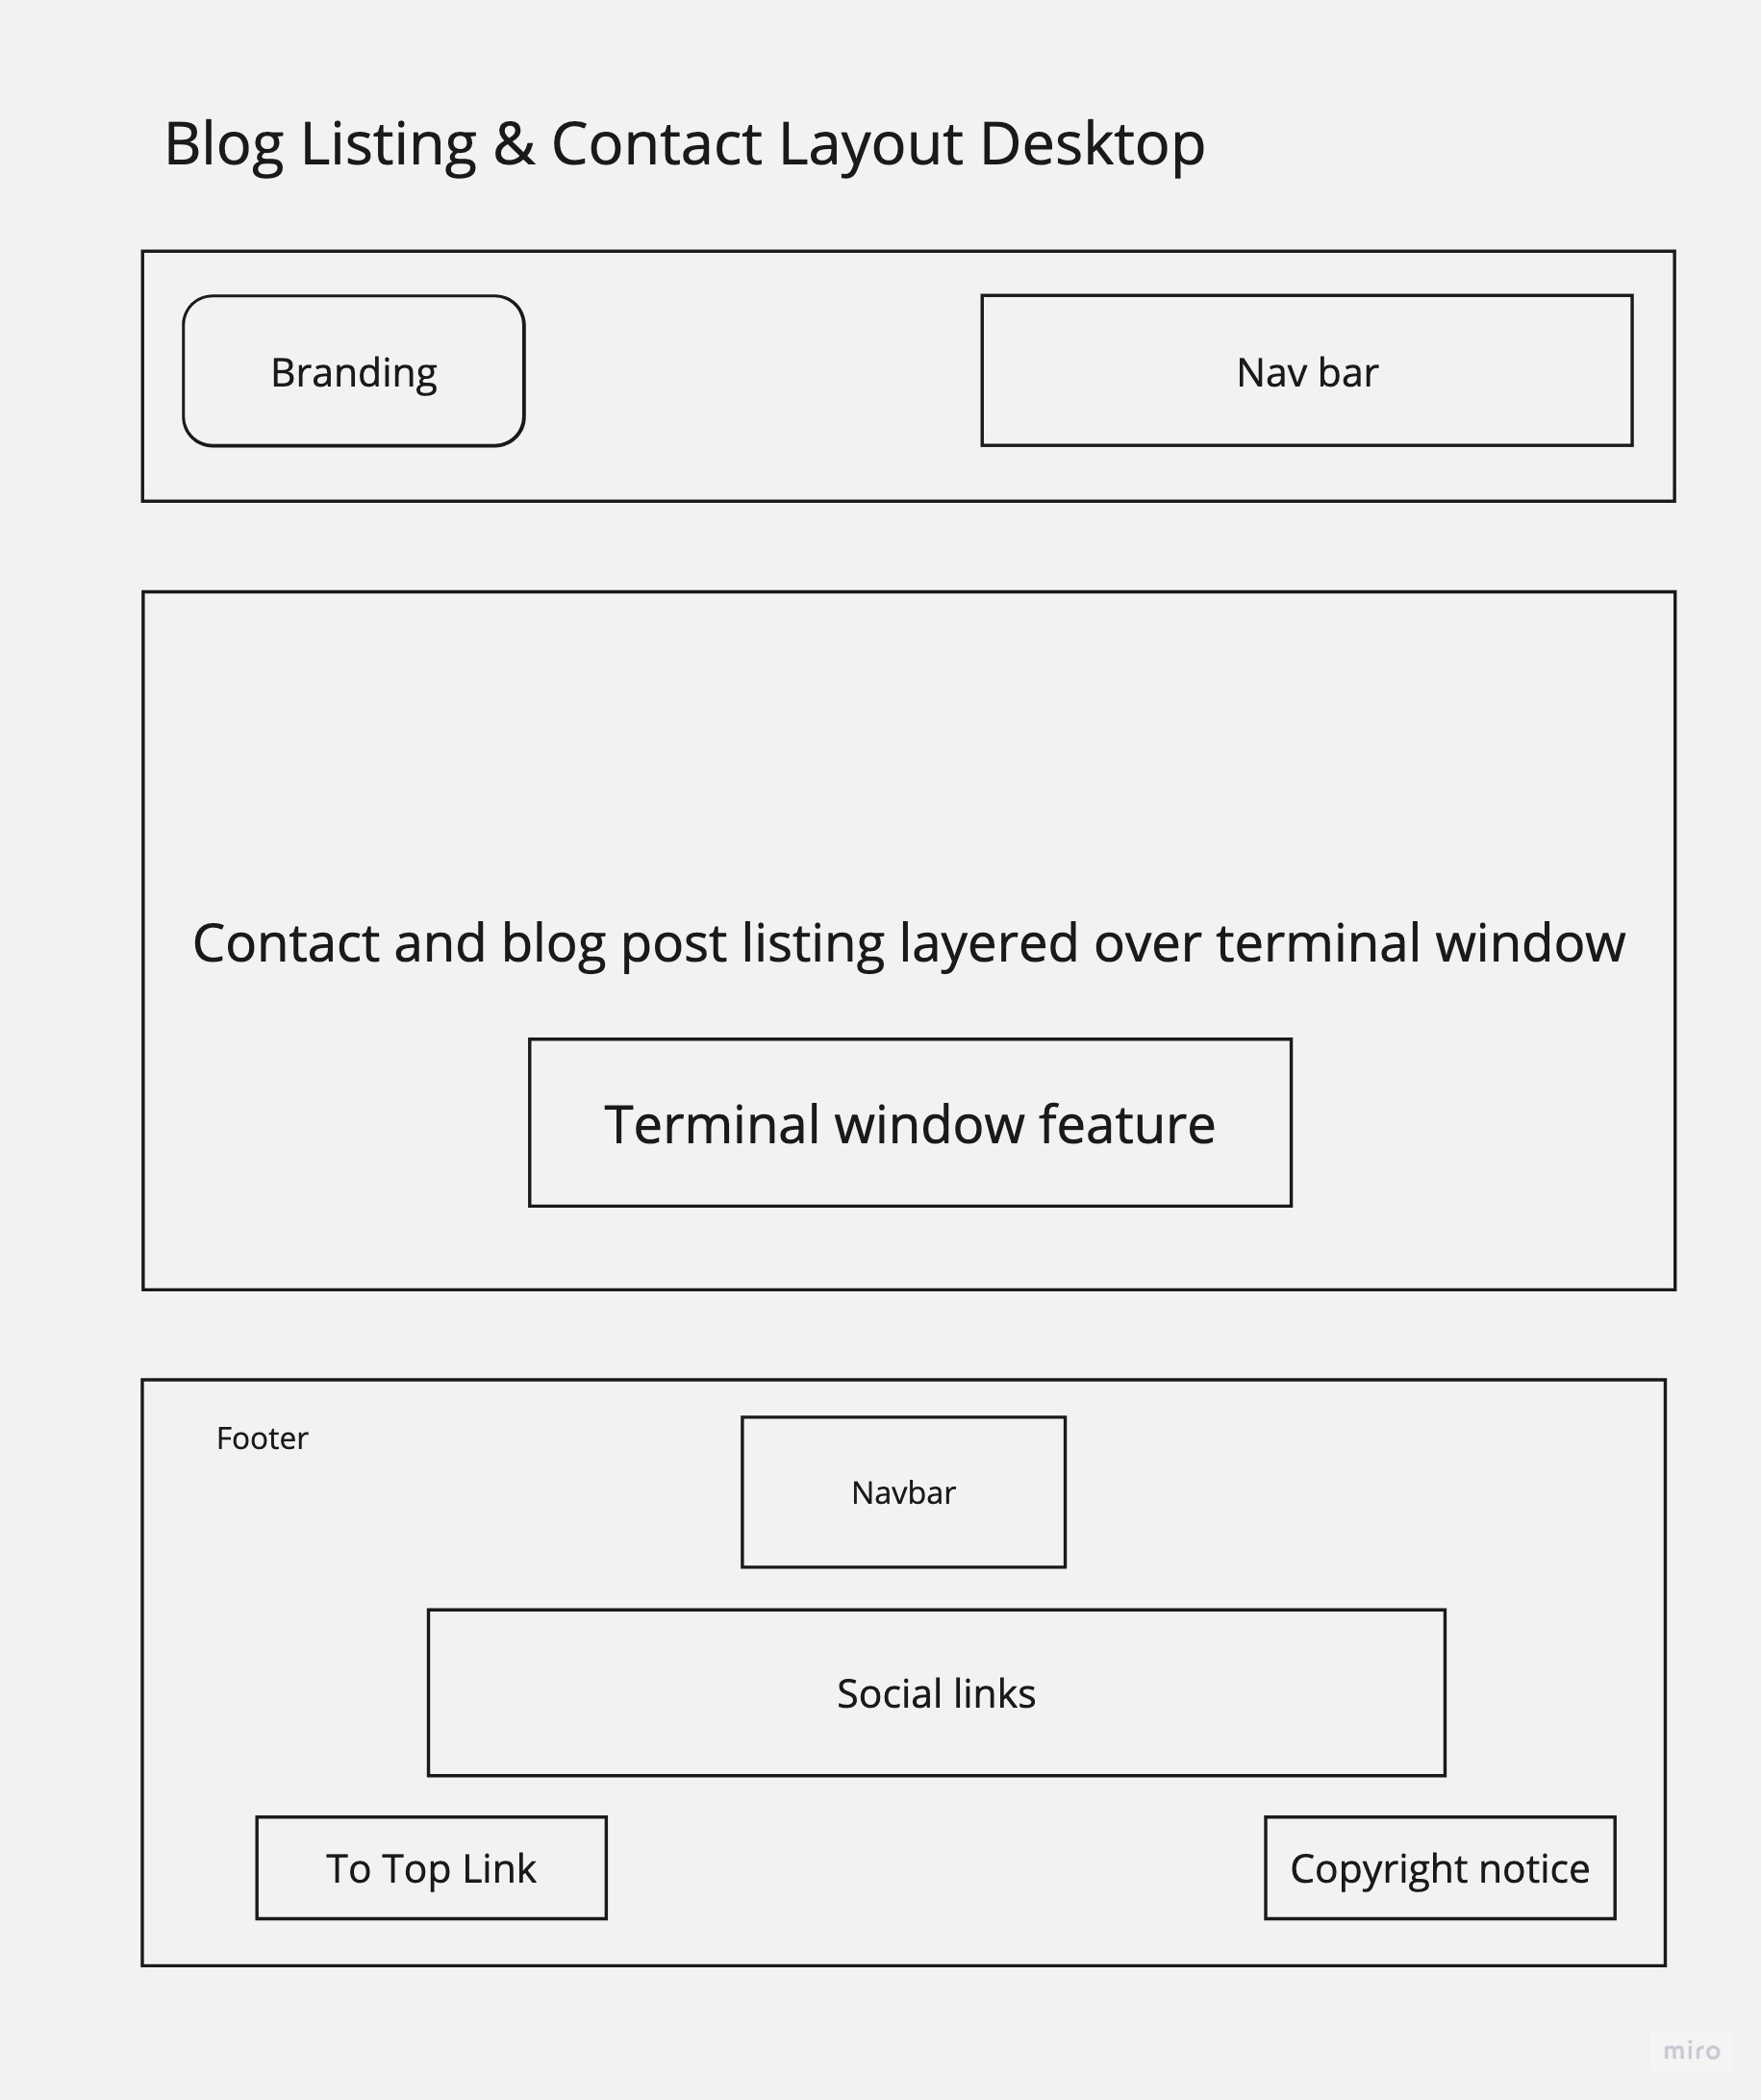 Blog Listing & Contact Layout Desktop
Branding
Nav bar
Contact and blog post listing layered over terminal window
Terminal window feature
Footer
Navbar
Social links
To Top Link
Copyright notice
miro